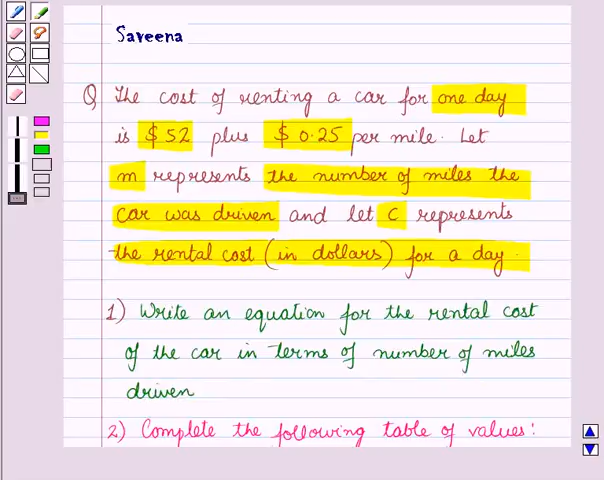 Saveena
Q The cost of renting a car for one day
is $52 plus $0.25 per mile. Let
m represents the number of miles the
car was driven and let C represents
the rental cost (in dollars) for a day.
1) Write an equation for the rental cost
of the car in terms of number of miles
driven
2) Complete the following table of values: